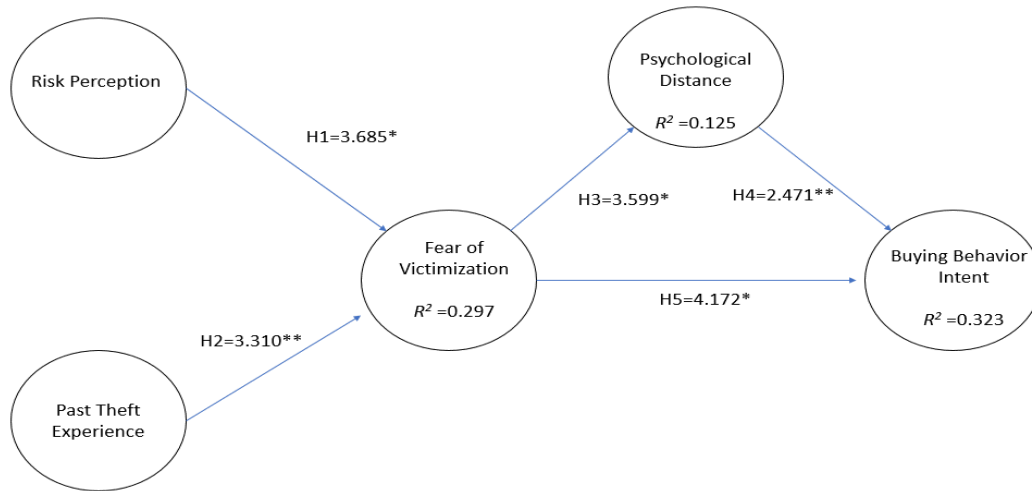 Risk Perception
H1=3.685*
Psychological
Distance
R² =0.125
H3=3.599*
H4=2.471**
Fear of
Victimization
R² =0.297
H5=4.172*
Buying Behavior
Intent
R² =0.323
H2=3.310**
Past Theft
Experience